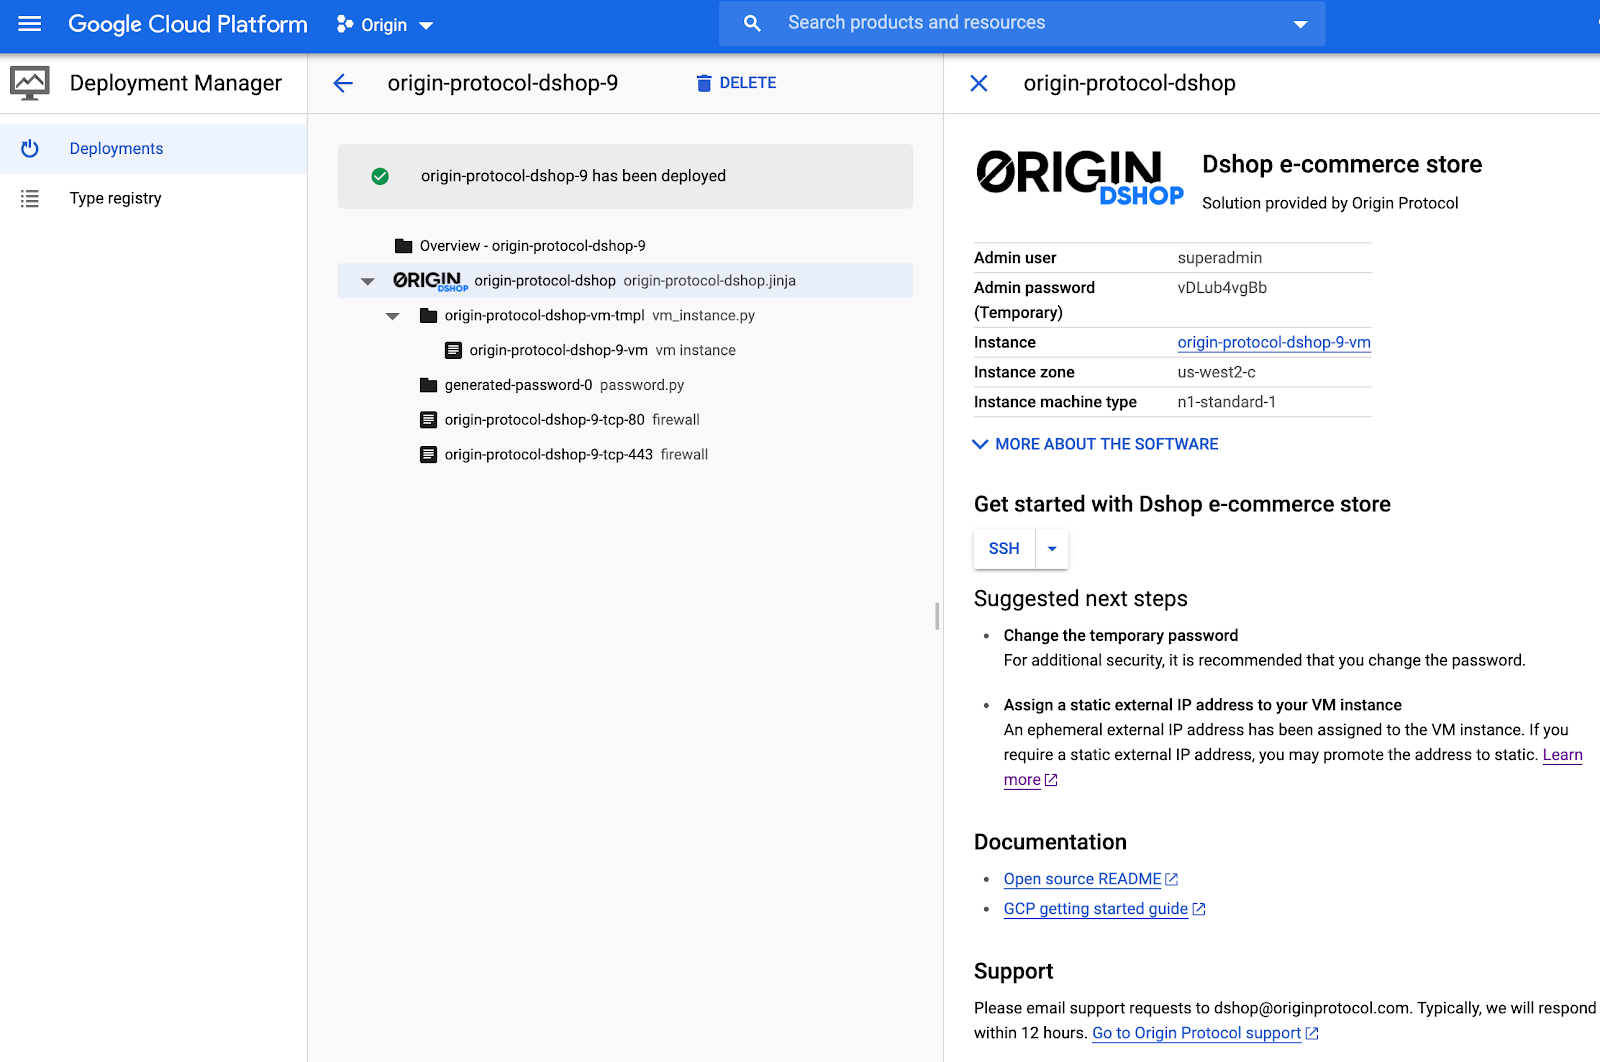 Google Cloud Platform
Origin
Search products and resources
Deployment Manager
origin-protocol-dshop-9
DELETE
origin-protocol-dshop
Deployments
Type registry
origin-protocol-dshop-9 has been deployed
Overview - origin-protocol-dshop-9
ORIGIN DSHOP origin-protocol-dshop origin-protocol-dshop.jinja
origin-protocol-dshop-vm-tmpl vm_instance.py
origin-protocol-dshop-9-vm vm instance
generated-password-0 password.py
origin-protocol-dshop-9-tcp-80 firewall
origin-protocol-dshop-9-tcp-443 firewall
ORIGIN
DSHOP
Dshop e-commerce store
Solution provided by Origin Protocol
Admin user superadmin
Admin password vDLub4vgBb
(Temporary)
Instance origin-protocol-dshop-9-vm
Instance zone us-west2-c
Instance machine type n1-standard-1
MORE ABOUT THE SOFTWARE
Get started with Dshop e-commerce store
SSH
Suggested next steps
• Change the temporary password
For additional security, it is recommended that you change the password.
• Assign a static external IP address to your VM instance
An ephemeral external IP address has been assigned to the VM instance. If you
require a static external IP address, you may promote the address to static. Learn
more
Documentation
• Open source README
• GCP getting started guide
Support
Please email support requests to dshop@originprotocol.com. Typically, we will respond
within 12 hours. Go to Origin Protocol support